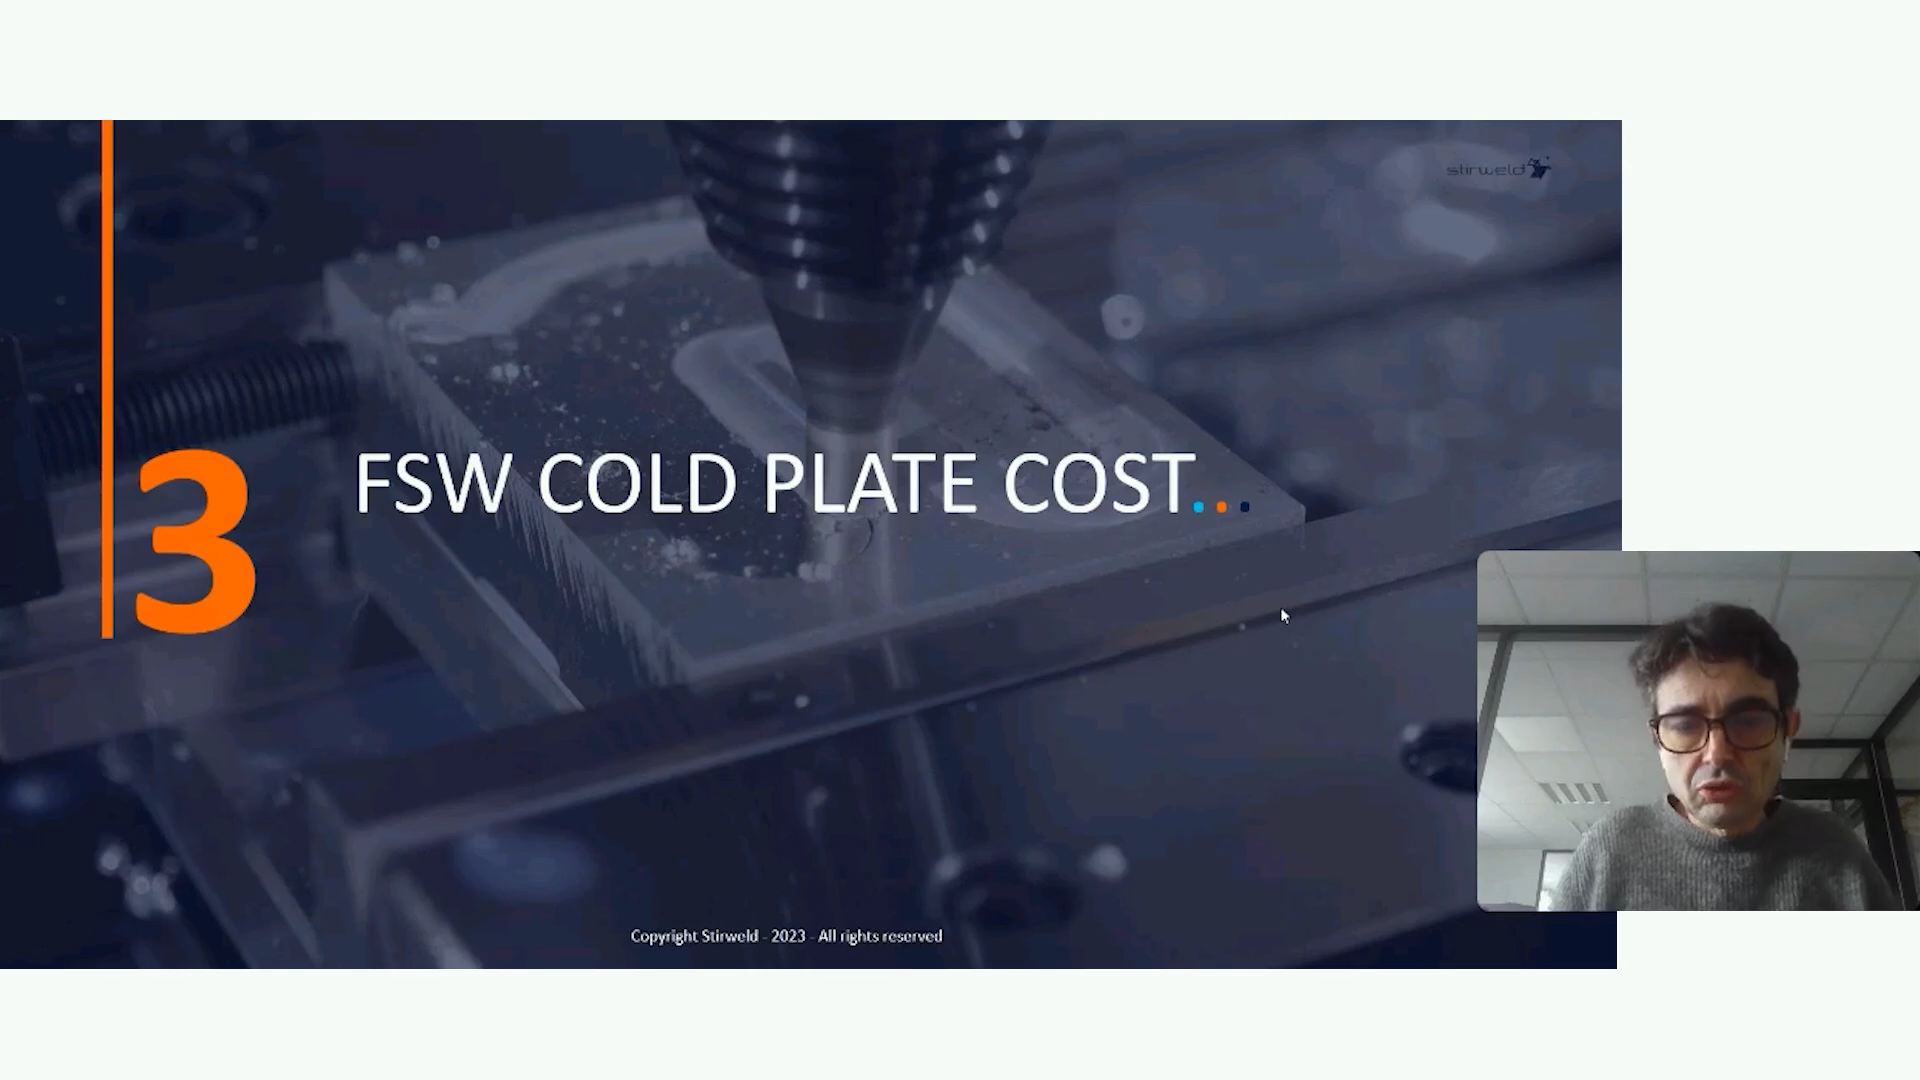 stirweld
3
FSW COLD PLATE COST...
Copyright Stirweld - 2023 - All rights reserved